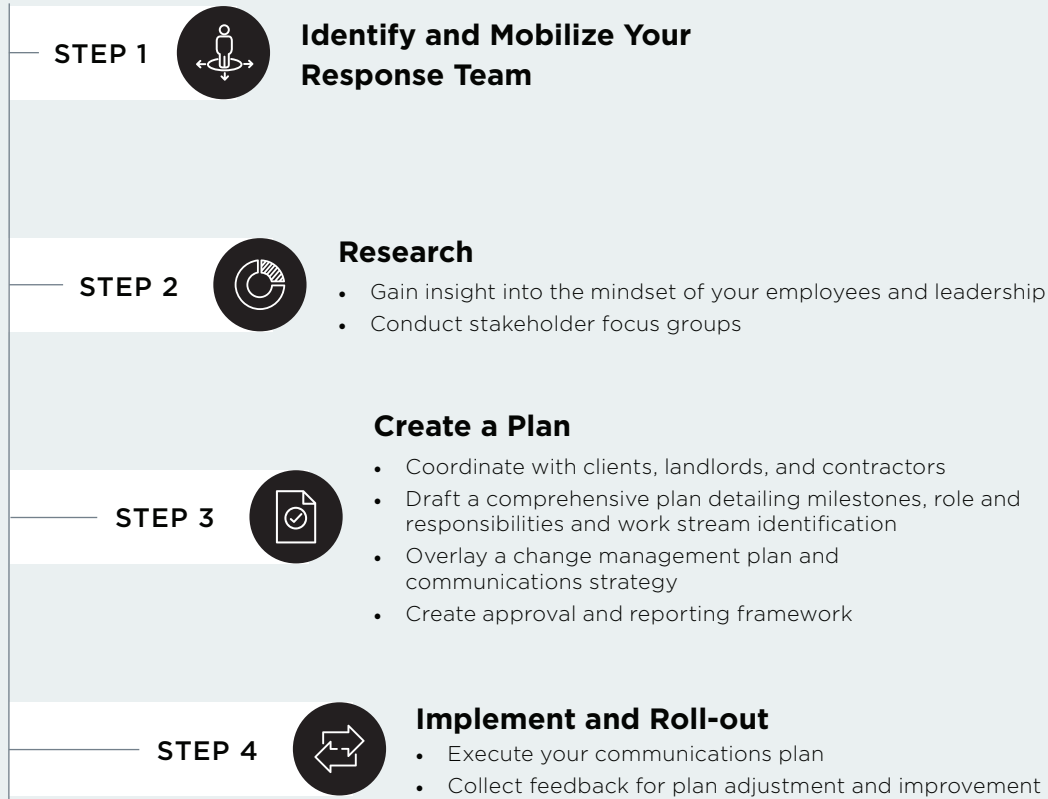 STEP 1
Identify and Mobilize Your
Response Team
STEP 2
Research
• Gain insight into the mindset of your employees and leadership
• Conduct stakeholder focus groups
STEP 3
Create a Plan
• Coordinate with clients, landlords, and contractors
• Draft a comprehensive plan detailing milestones, role and
responsibilities and work stream identification
• Overlay a change management plan and
communications strategy
• Create approval and reporting framework
STEP 4
Implement and Roll-out
• Execute your communications plan
• Collect feedback for plan adjustment and improvement